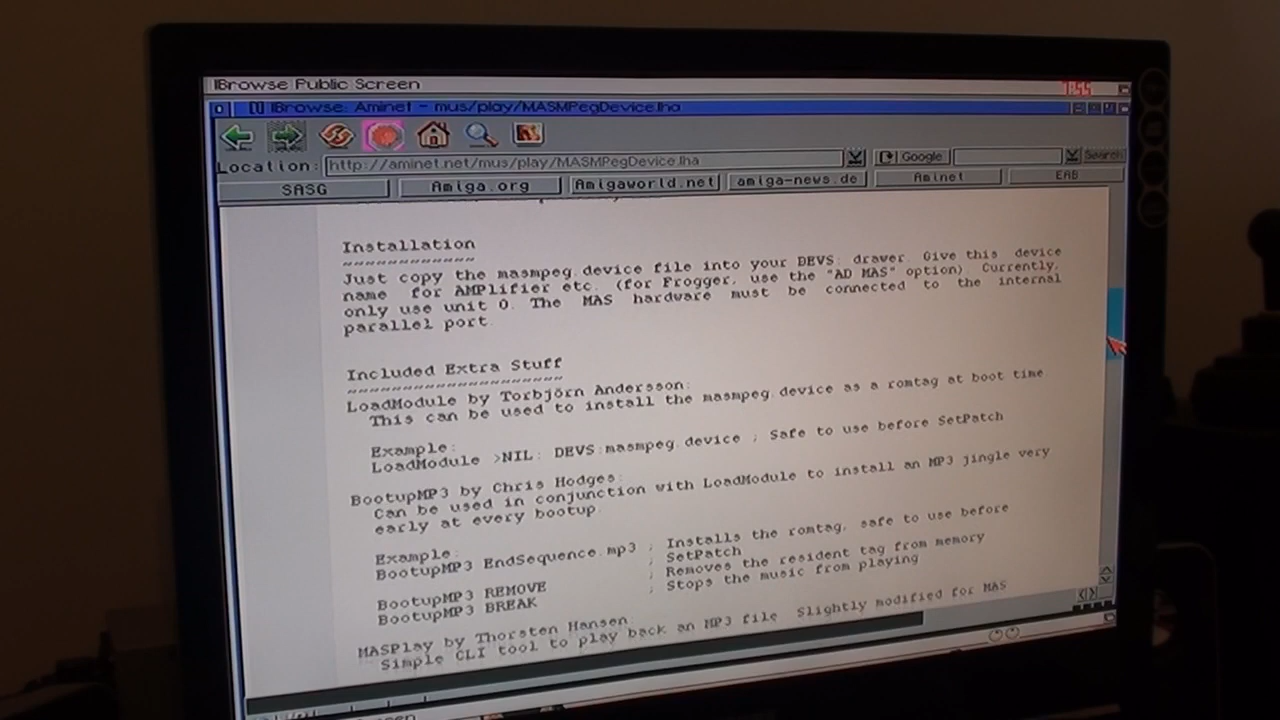 IBrowse Public Screen
IBrowse: Aminet - mus/play/MASMPegDevice.lha
Location: http://aminet.net/mus/play/MASMPegDevice.lha Google Search
SASG Amiga.org Amigaworld.net amiga-news.de Aminet EAB
Installation
~~~~~~~~~~~~
Just copy the masmpeg.device file into your DEVS: drawer. Give this device
name for AMPlifier etc. (for Frogger, use the "AD MAS" option). Currently,
only use unit 0. The MAS hardware must be connected to the internal
parallel port.
Included Extra Stuff
~~~~~~~~~~~~~~~~~~~~
LoadModule by Torbjörn Andersson:
This can be used to install the masmpeg.device as a romtag at boot time
Example:
LoadModule >NIL: DEVS:masmpeg.device ; Safe to use before SetPatch
BootupMP3 by Chris Hodges:
Can be used in conjunction with LoadModule to install an MP3 jingle very
early at every bootup.
Example:
BootupMP3 EndSequence.mp3 ; Installs the romtag, safe to use before
; SetPatch
BootupMP3 REMOVE ; Removes the resident tag from memory
BootupMP3 BREAK ; Stops the music from playing
MASPlay by Thorsten Hansen:
Simple CLI tool to play back an MP3 file. Slightly modified for MAS